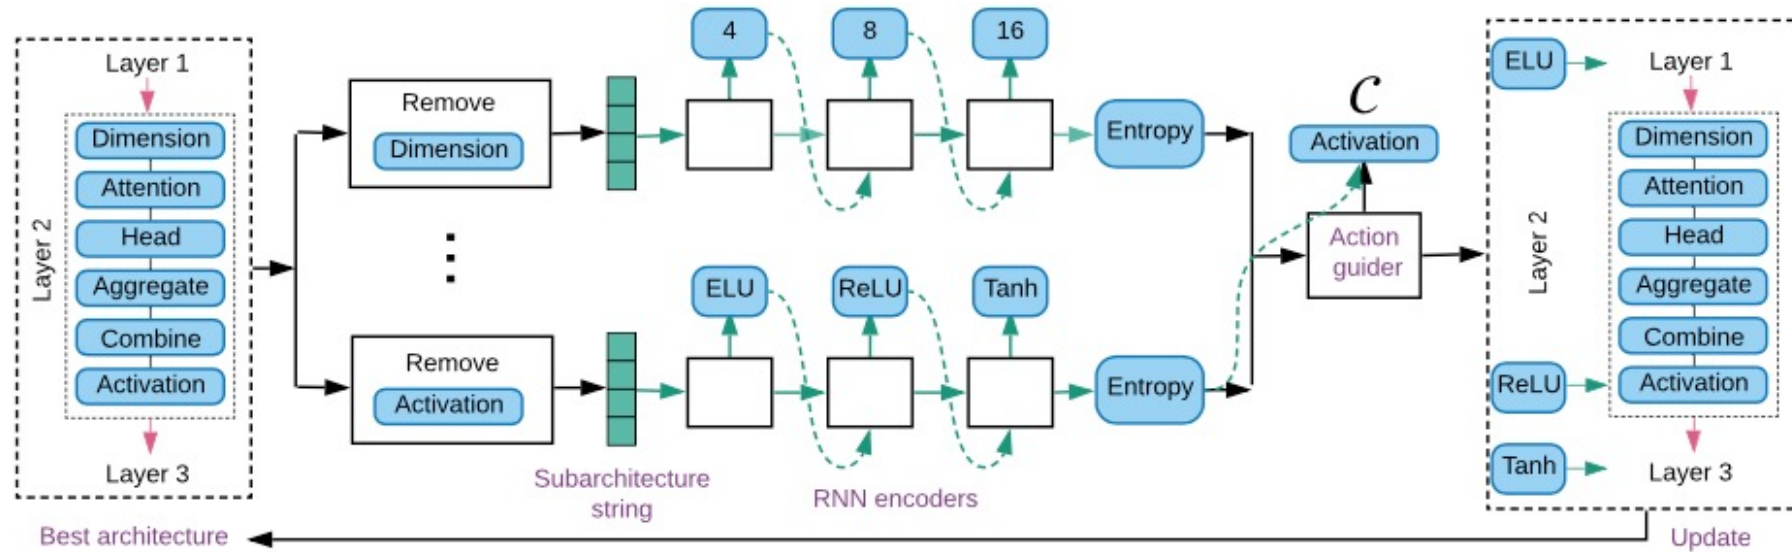 Layer 1
Layer 2
Dimension
Attention
Head
Aggregate
Combine
Activation
Layer 3
Best architecture
Remove
Dimension
Remove
Activation
Subarchitecture
string
4
8
16
Entropy
ELU
ReLU
Tanh
Entropy
RNN encoders
C
Activation
Action
guider
ELU
Layer 1
Layer 2
Dimension
Attention
Head
Aggregate
Combine
Activation
ReLU
Tanh
Layer 3
Update